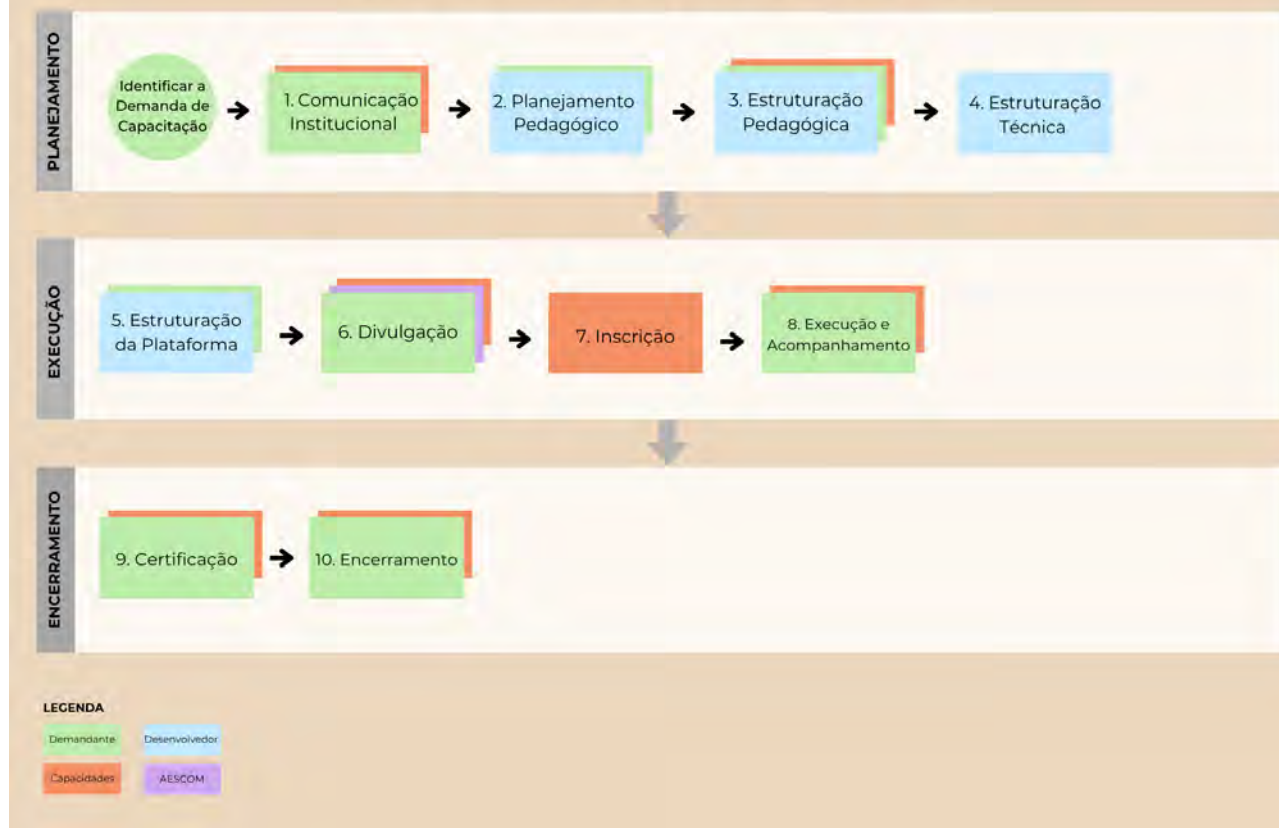 PLANEJAMENTO
Identificar a
Demanda de
Capacitação
1. Comunicação
Institucional
2. Planejamento
Pedagógico
3. Estruturação
Pedagógica
4. Estruturação
Técnica
EXECUÇÃO
5. Estruturação
da Plataforma
6. Divulgação
7. Inscrição
8. Execução e
Acompanhamento
ENCERRAMENTO
9. Certificação
10. Encerramento
LEGENDA
Demandante
Desenvolvedor
Capacidades
AESCOM